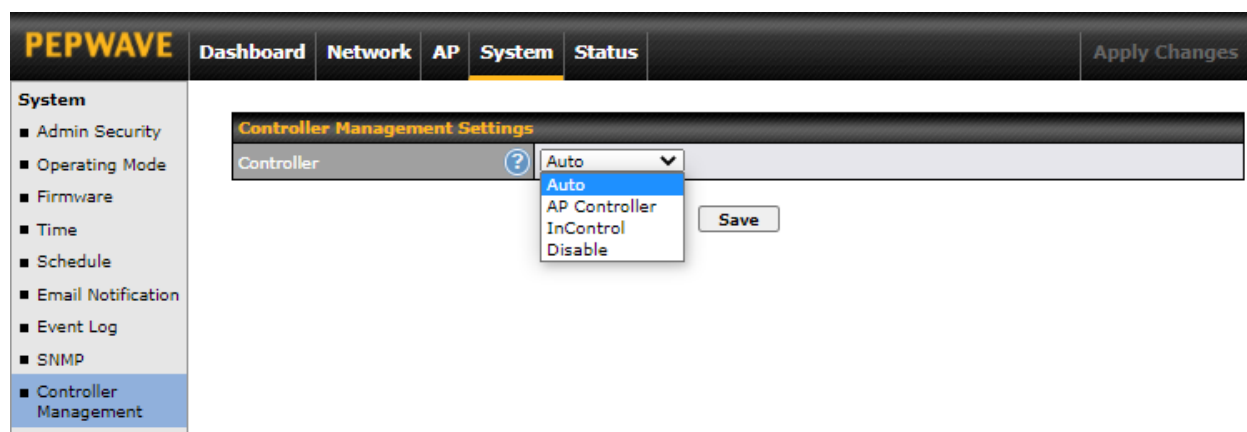 PEPWAVE
Dashboard Network AP System Status
Apply Changes
System
Admin Security
Operating Mode
Firmware
Time
Schedule
Email Notification
Event Log
SNMP
Controller
Management
Controller Management Settings
Controller ? Auto
Auto
AP Controller
InControl
Disable
Save